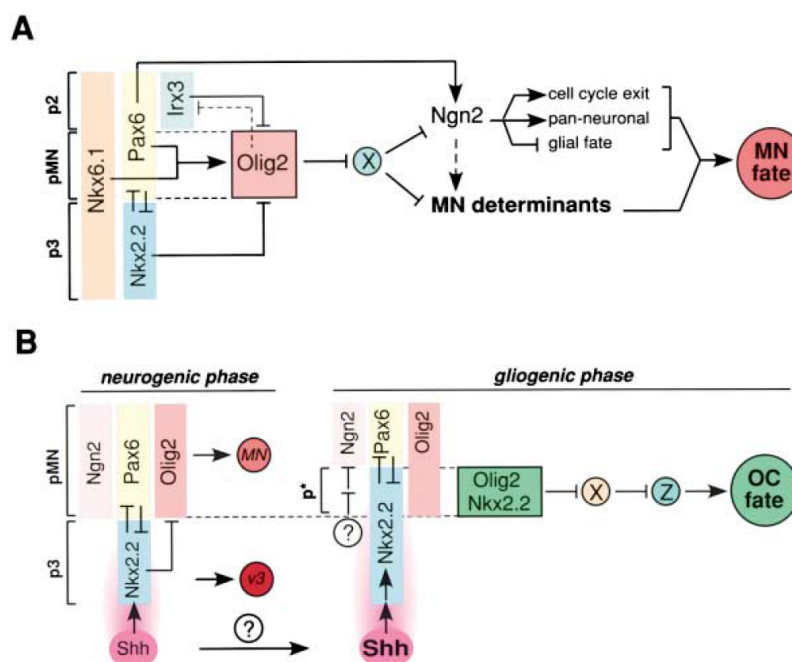 A
p2
pMN
p3
Nkx6.1
Pax6
Irx3
Nkx2.2
Olig2
X
Ngn2
cell cycle exit
pan-neuronal
glial fate
MN determinants
MN
fate
B
neurogenic phase
gliogenic phase
pMN
p3
Ngn2
Pax6
Olig2
Nkx2.2
Shh
MN
v3
?
Ngn2
Pax6
Olig2
p*
?
Nkx2.2
Shh
Olig2
Nkx2.2
X
Z
OC
fate